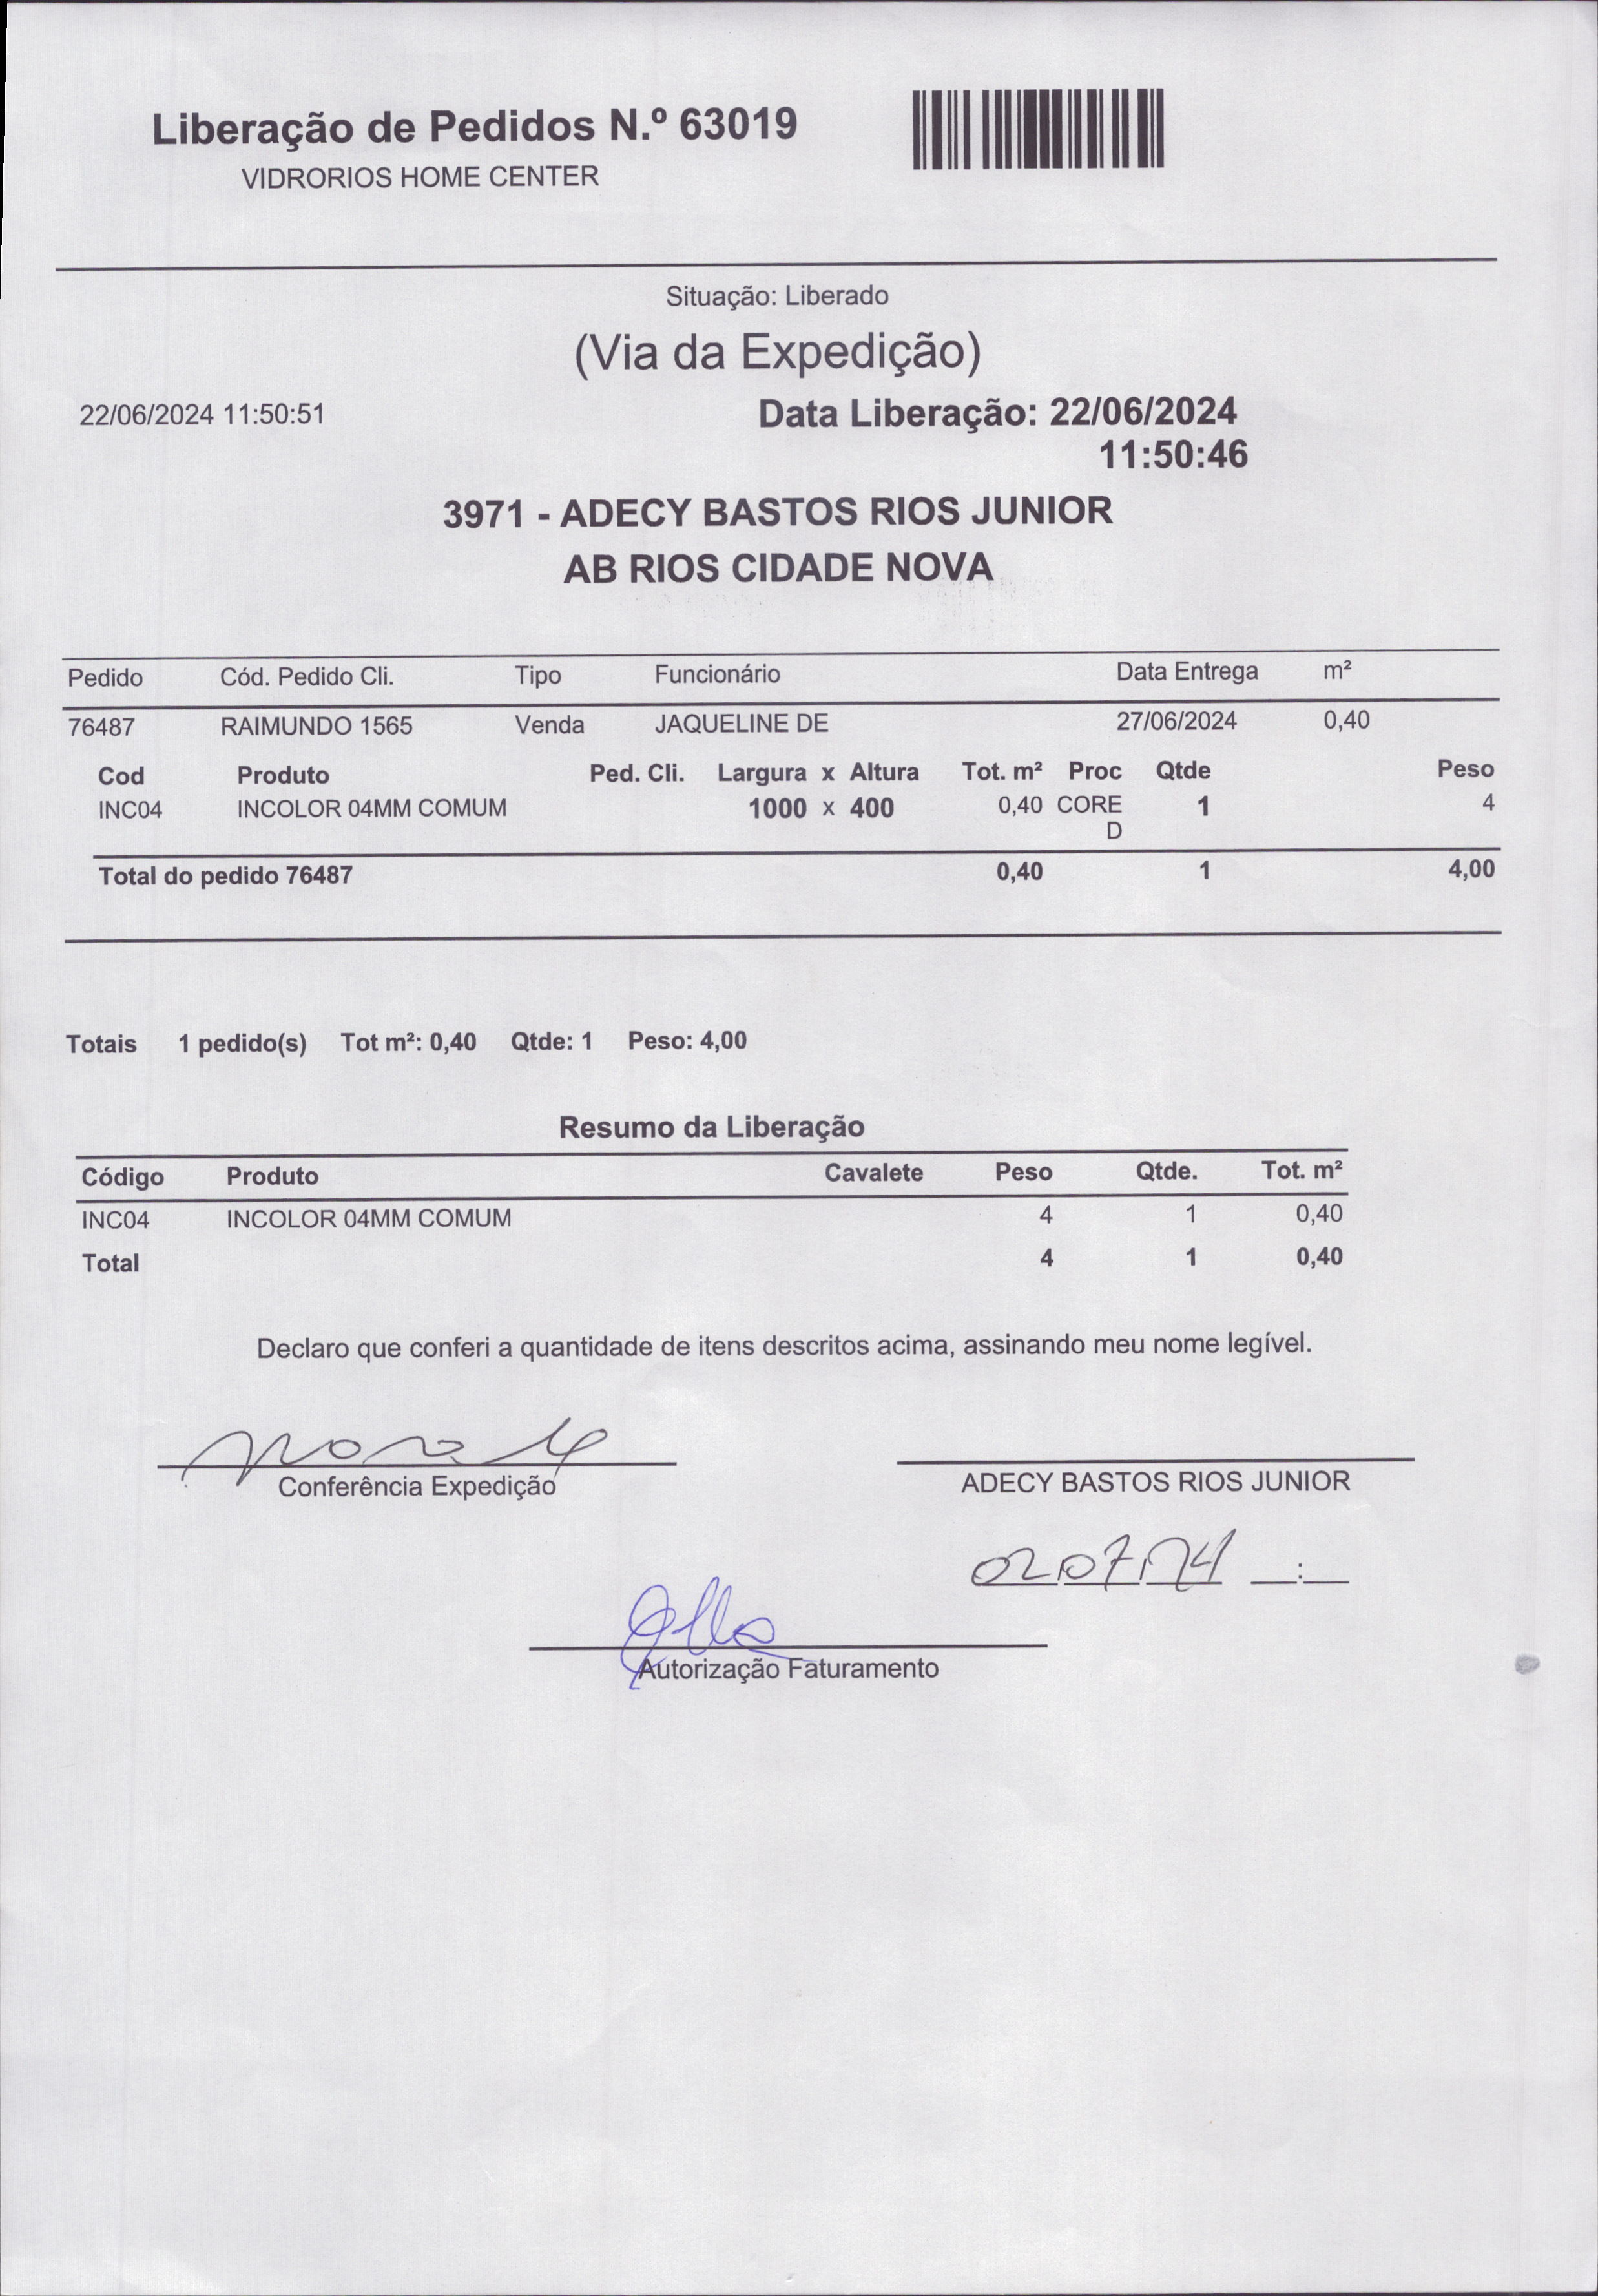 Liberação de Pedidos N.º 63019
VIDRORIOS HOME CENTER
Situação: Liberado
(Via da Expedição)
22/06/2024 11:50:51
Data Liberação: 22/06/2024
11:50:46
3971 - ADECY BASTOS RIOS JUNIOR
AB RIOS CIDADE NOVA
Pedido Cód. Pedido Cli. Tipo Funcionário Data Entrega m²
76487 RAIMUNDO 1565 Venda JAQUELINE DE 27/06/2024 0,40
Cod Produto Ped. Cli. Largura x Altura Tot. m² Proc Qtde Peso
INC04 INCOLOR 04MM COMUM 1000 x 400 0,40 CORE 1 4
D
Total do pedido 76487 0,40 1 4,00
Totais 1 pedido(s) Tot m²: 0,40 Qtde: 1 Peso: 4,00
Resumo da Liberação
Código Produto Cavalete Peso Qtde. Tot. m²
INC04 INCOLOR 04MM COMUM 4 1 0,40
Total 4 1 0,40
Declaro que conferi a quantidade de itens descritos acima, assinando meu nome legível.
Conferência Expedição
ADECY BASTOS RIOS JUNIOR
Autorização Faturamento